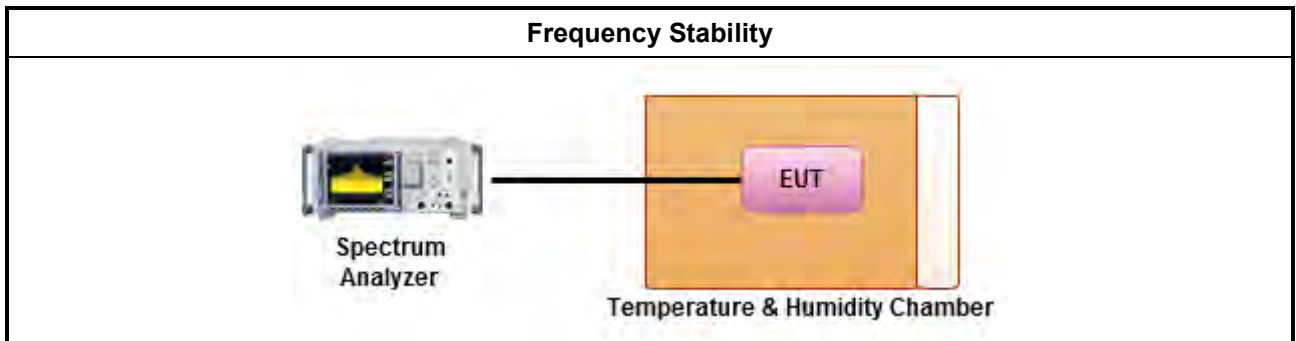 Frequency Stability
EUT
Spectrum
Analyzer
Temperature & Humidity Chamber